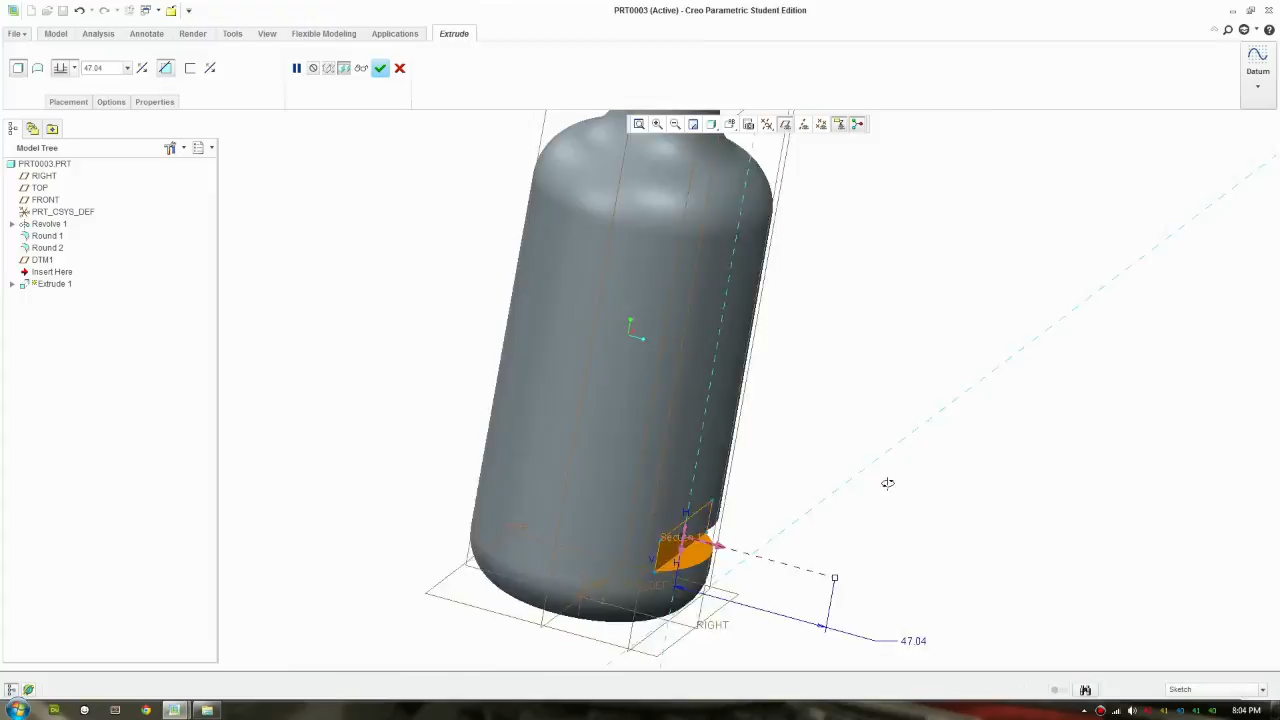 PRT0003 (Active) - Creo Parametric Student Edition
File Model Analysis Annotate Render Tools View Flexible Modeling Applications Extrude
47.04
Datum
Placement Options Properties
Model Tree
PRT0003.PRT
RIGHT
TOP
FRONT
PRT_CSYS_DEF
Revolve 1
Round 1
Round 2
DTM1
Insert Here
Extrude 1
H
V
H
RIGHT
47.04
Sketch
8:04 PM